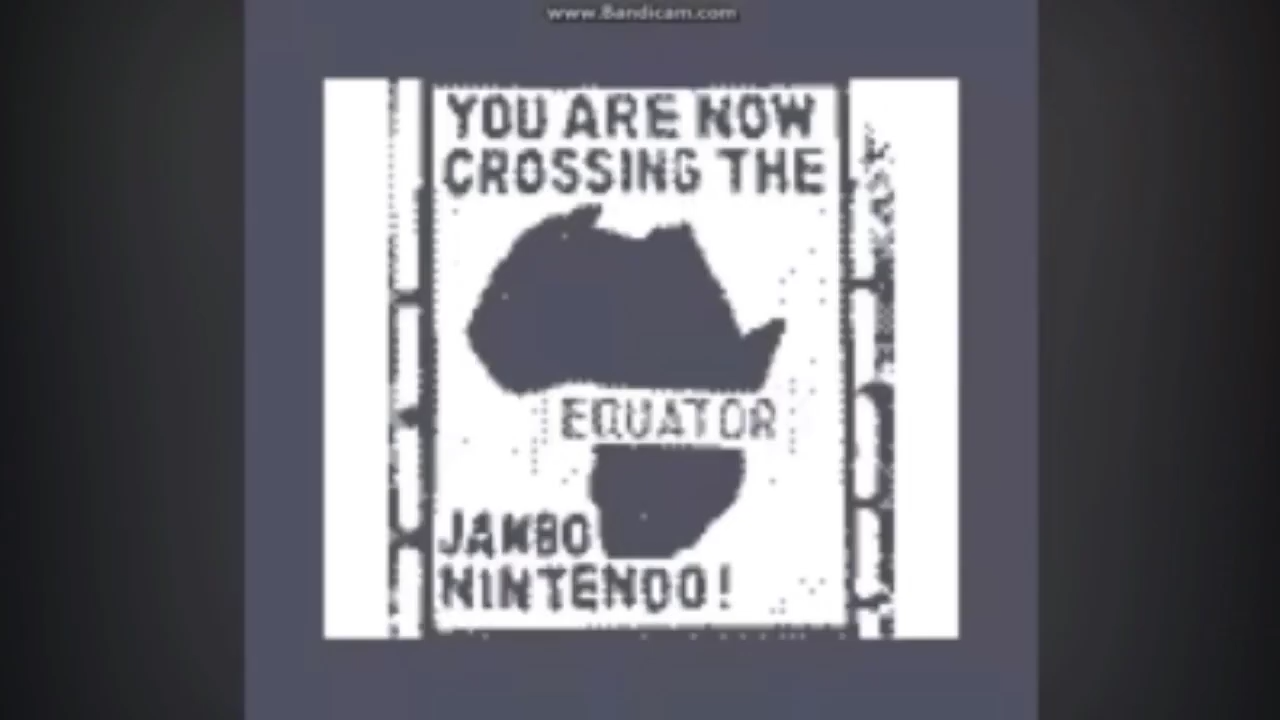 www.Bandicam.com
YOU ARE NOW
CROSSING THE
EQUATOR
JAMBO
NINTENDO!